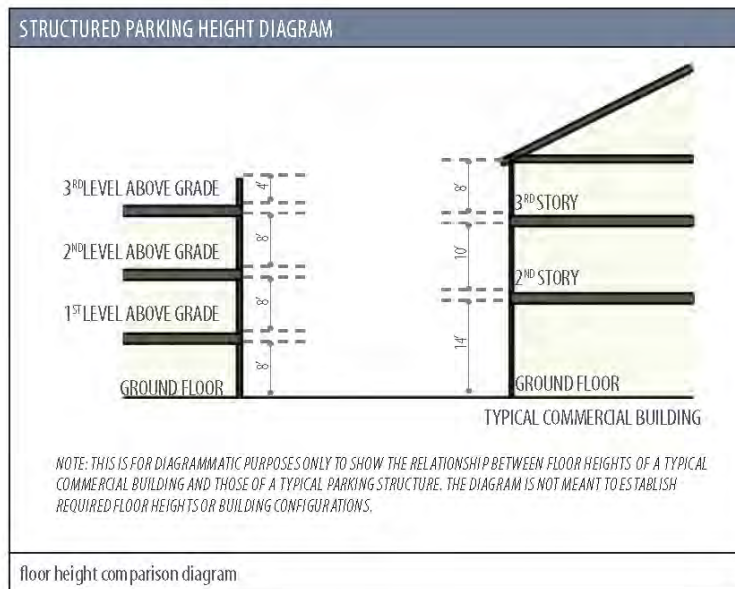 STRUCTURED PARKING HEIGHT DIAGRAM
3RD LEVEL ABOVE GRADE
2ND LEVEL ABOVE GRADE
1ST LEVEL ABOVE GRADE
GROUND FLOOR
4'
8'
8'
8'
8'
10'
14'
3RD STORY
2ND STORY
GROUND FLOOR
TYPICAL COMMERCIAL BUILDING
NOTE: THIS IS FOR DIAGRAMMATIC PURPOSES ONLY TO SHOW THE RELATIONSHIP BETWEEN FLOOR HEIGHTS OF A TYPICAL
COMMERCIAL BUILDING AND THOSE OF A TYPICAL PARKING STRUCTURE. THE DIAGRAM IS NOT MEANT TO ESTABLISH
REQUIRED FLOOR HEIGHTS OR BUILDING CONFIGURATIONS.
floor height comparison diagram